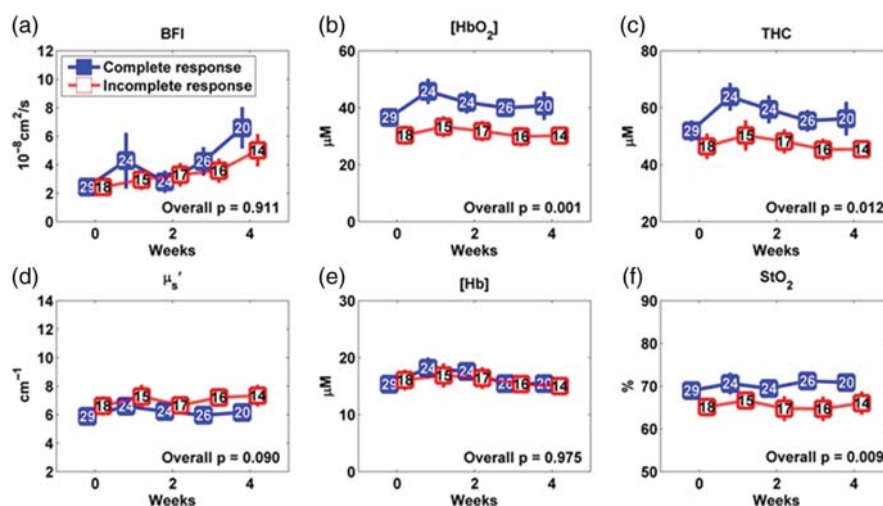 (a) BFI
12
10
8
6
4
2
0
10⁻⁸cm²/s
Complete response
Incomplete response
29 18 24 15 24 17 26 16 20 14
Overall p = 0.911
0 2 4
Weeks
(b) [HbO₂]
60
40
20
0
μM
29 24 15 24 17 26 16 20 14
Overall p = 0.001
0 2 4
Weeks
(c) THC
80
60
40
20
μM
29 18 24 15 24 17 26 16 20 14
Overall p = 0.012
0 2 4
Weeks
(d) μs′
14
12
10
8
6
4
2
cm⁻¹
29 18 24 15 24 17 26 16 20 14
Overall p = 0.090
0 2 4
Weeks
(e) [Hb]
30
20
10
0
μM
29 18 24 15 24 17 26 16 20 14
Overall p = 0.975
0 2 4
Weeks
(f) StO₂
90
80
70
60
50
%
29 18 24 15 24 17 26 16 20 14
Overall p = 0.009
0 2 4
Weeks